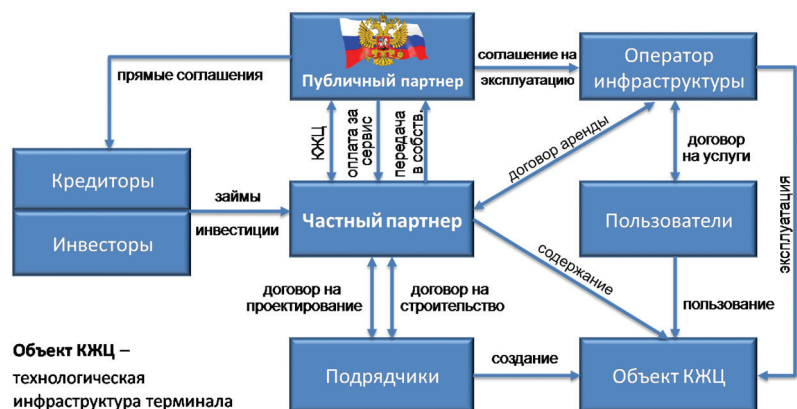 Публичный партнер
прямые соглашения
соглашение на
эксплуатацию
Оператор
инфраструктуры
КЖЦ
оплата за
сервис
передача
в собств.
договор аренды
договор
на услуги
эксплуатация
Кредиторы
Инвесторы
займы
инвестиции
Частный партнер
Пользователи
содержание
договор на
проектирование
договор на
строительство
пользование
Объект КЖЦ –
технологическая
инфраструктура терминала
Подрядчики
создание
Объект КЖЦ